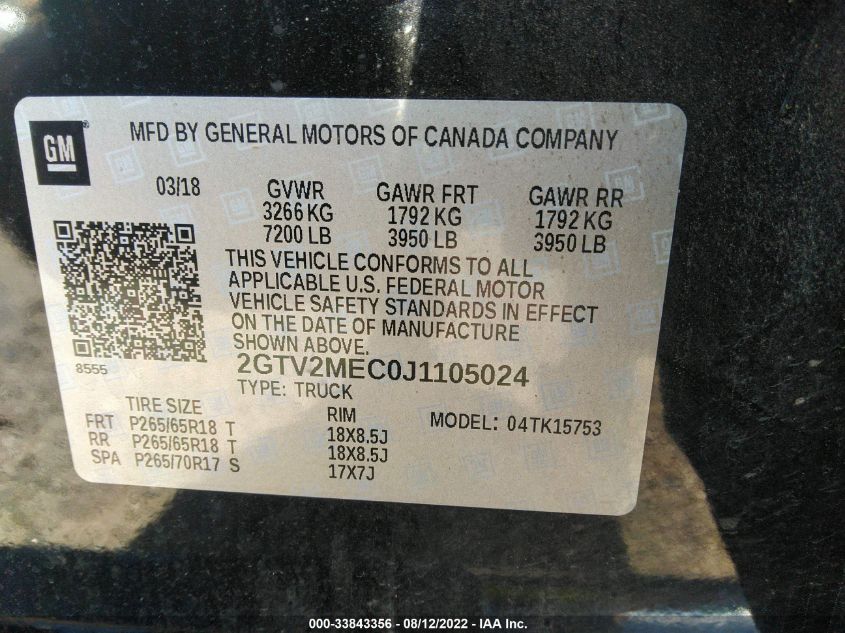 GM
MFD BY GENERAL MOTORS OF CANADA COMPANY
03/18 GVWR GAWR FRT GAWR RR
3266 KG 1792 KG 1792 KG
7200 LB 3950 LB 3950 LB
THIS VEHICLE CONFORMS TO ALL
APPLICABLE U.S. FEDERAL MOTOR
VEHICLE SAFETY STANDARDS IN EFFECT
ON THE DATE OF MANUFACTURE
SHOWN ABOVE.
8555
2GTV2MEC0J1105024
TYPE: TRUCK
TIRE SIZE RIM MODEL: 04TK15753
FRT P265/65R18 T 18X8.5J
RR P265/65R18 T 18X8.5J
SPA P265/70R17 S 17X7J
000-33843356 - 08/12/2022 - IAA Inc.